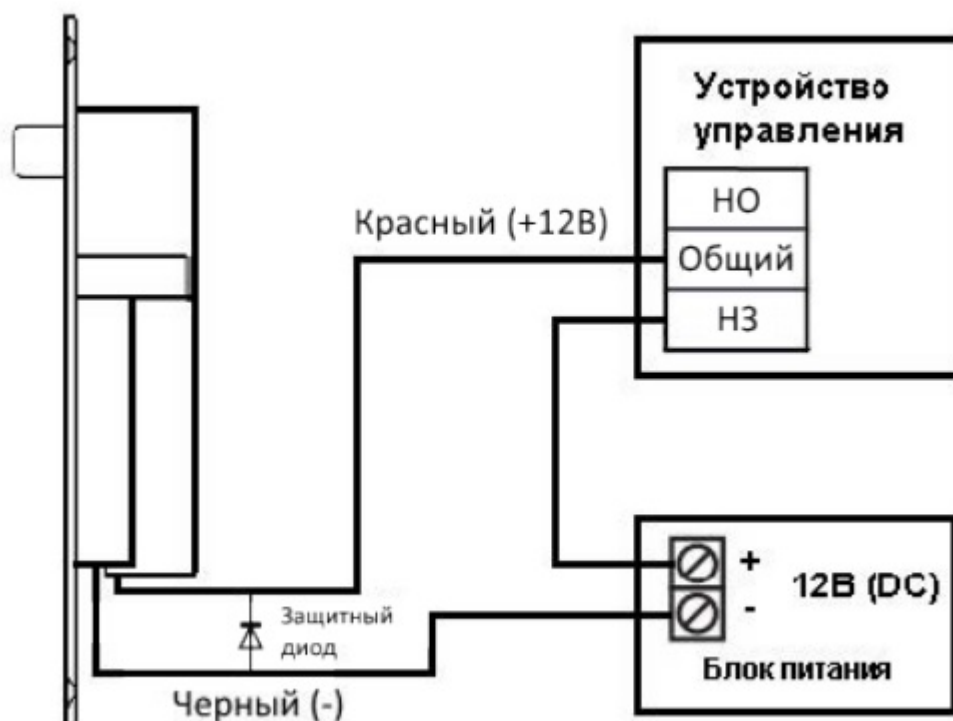 Устройство
управления
НО
Красный (+12В)
Общий
НЗ
+
12В (DC)
-
Защитный
диод
Блок питания
Черный (-)